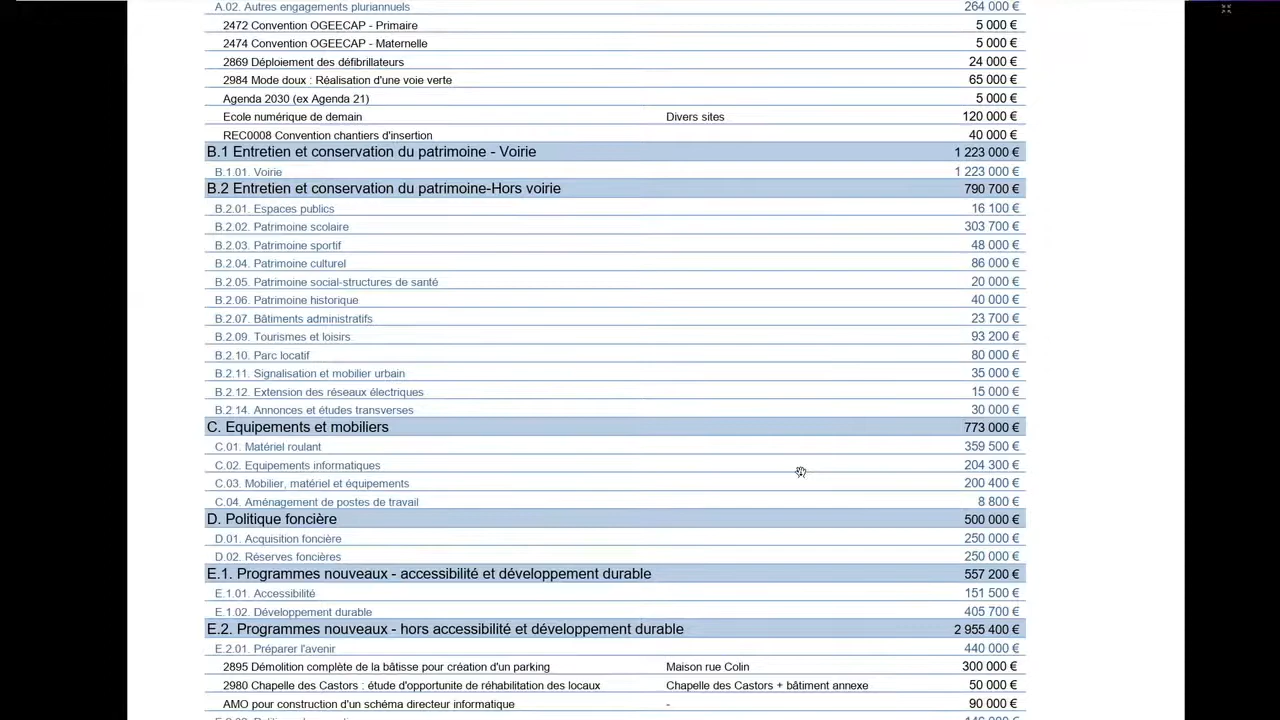 A.02. Autres engagements pluriannuels 264 000 €
2472 Convention OGEECAP - Primaire 5 000 €
2474 Convention OGEECAP - Maternelle 5 000 €
2869 Déploiement des défibrillateurs 24 000 €
2984 Mode doux : Réalisation d'une voie verte 65 000 €
Agenda 2030 (ex Agenda 21) 5 000 €
Ecole numérique de demain Divers sites 120 000 €
REC0008 Convention chantiers d'insertion 40 000 €
B.1 Entretien et conservation du patrimoine - Voirie 1 223 000 €
B.1.01. Voirie 1 223 000 €
B.2 Entretien et conservation du patrimoine-Hors voirie 790 700 €
B.2.01. Espaces publics 16 100 €
B.2.02. Patrimoine scolaire 303 700 €
B.2.03. Patrimoine sportif 48 000 €
B.2.04. Patrimoine culturel 86 000 €
B.2.05. Patrimoine social-structures de santé 20 000 €
B.2.06. Patrimoine historique 40 000 €
B.2.07. Bâtiments administratifs 23 700 €
B.2.09. Tourismes et loisirs 93 200 €
B.2.10. Parc locatif 80 000 €
B.2.11. Signalisation et mobilier urbain 35 000 €
B.2.12. Extension des réseaux électriques 15 000 €
B.2.14. Annonces et études transverses 30 000 €
C. Equipements et mobiliers 773 000 €
C.01. Matériel roulant 359 500 €
C.02. Equipements informatiques 204 300 €
C.03. Mobilier, matériel et équipements 200 400 €
C.04. Aménagement de postes de travail 8 800 €
D. Politique foncière 500 000 €
D.01. Acquisition foncière 250 000 €
D.02. Réserves foncières 250 000 €
E.1. Programmes nouveaux - accessibilité et développement durable 557 200 €
E.1.01. Accessibilité 151 500 €
E.1.02. Développement durable 405 700 €
E.2. Programmes nouveaux - hors accessibilité et développement durable 2 955 400 €
E.2.01. Préparer l'avenir 440 000 €
2895 Démolition complète de la bâtisse pour création d'un parking Maison rue Colin 300 000 €
2980 Chapelle des Castors : étude d'opportunite de réhabilitation des locaux Chapelle des Castors + bâtiment annexe 50 000 €
AMO pour construction d'un schéma directeur informatique - 90 000 €